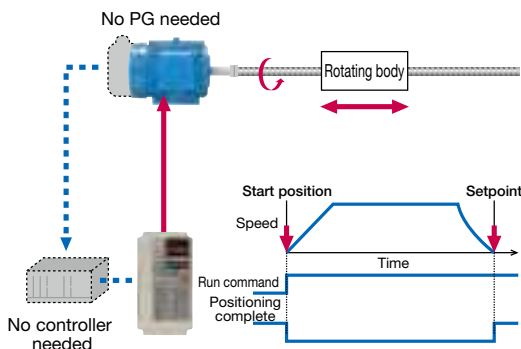 No PG needed
Rotating body
Start position
Setpoint
Speed
Time
Run command
Positioning
complete
No controller
needed